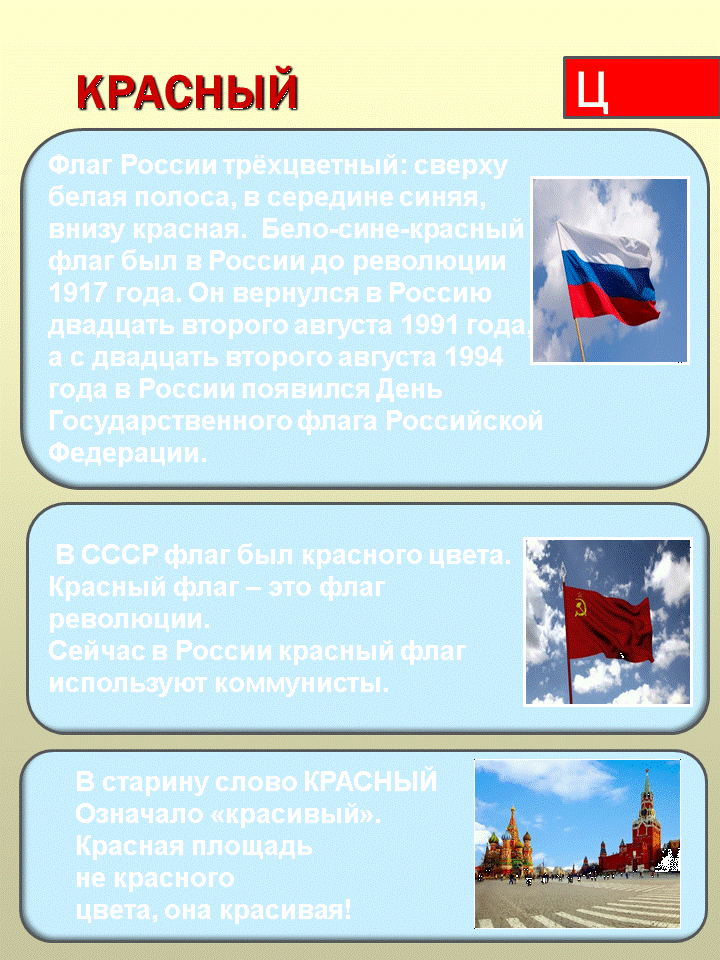 КРАСНЫЙ
Ц
Флаг России трёхцветный: сверху
белая полоса, в середине синяя,
внизу красная. Бело-сине-красный
флаг был в России до революции
1917 года. Он вернулся в Россию
двадцать второго августа 1991 года,
а с двадцать второго августа 1994
года в России появился День
Государственного флага Российской
Федерации.
В СССР флаг был красного цвета.
Красный флаг – это флаг
революции.
Сейчас в России красный флаг
используют коммунисты.
В старину слово КРАСНЫЙ
Означало «красивый».
Красная площадь
не красного
цвета, она красивая!